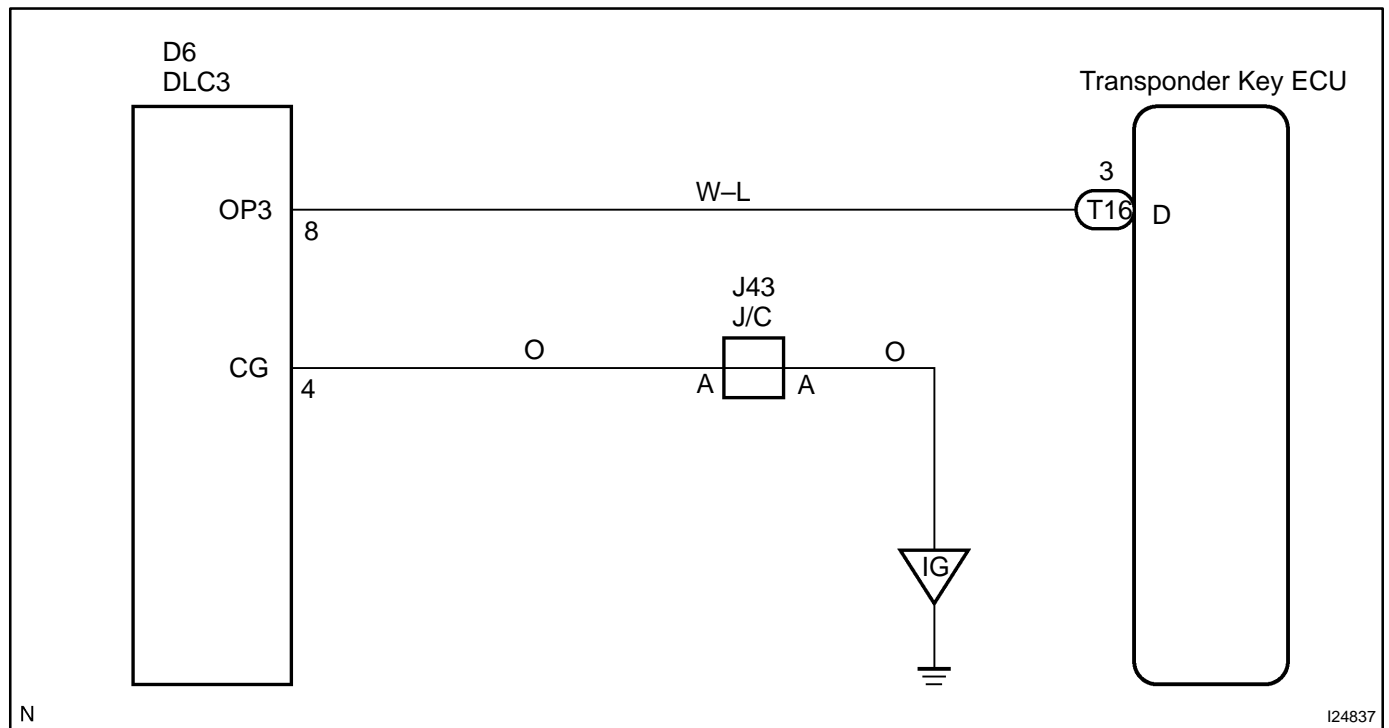 D6
DLC3
Transponder Key ECU
OP3
8
W–L
3
T16
D
J43
J/C
CG
4
O
A
A
O
IG
N
I24837